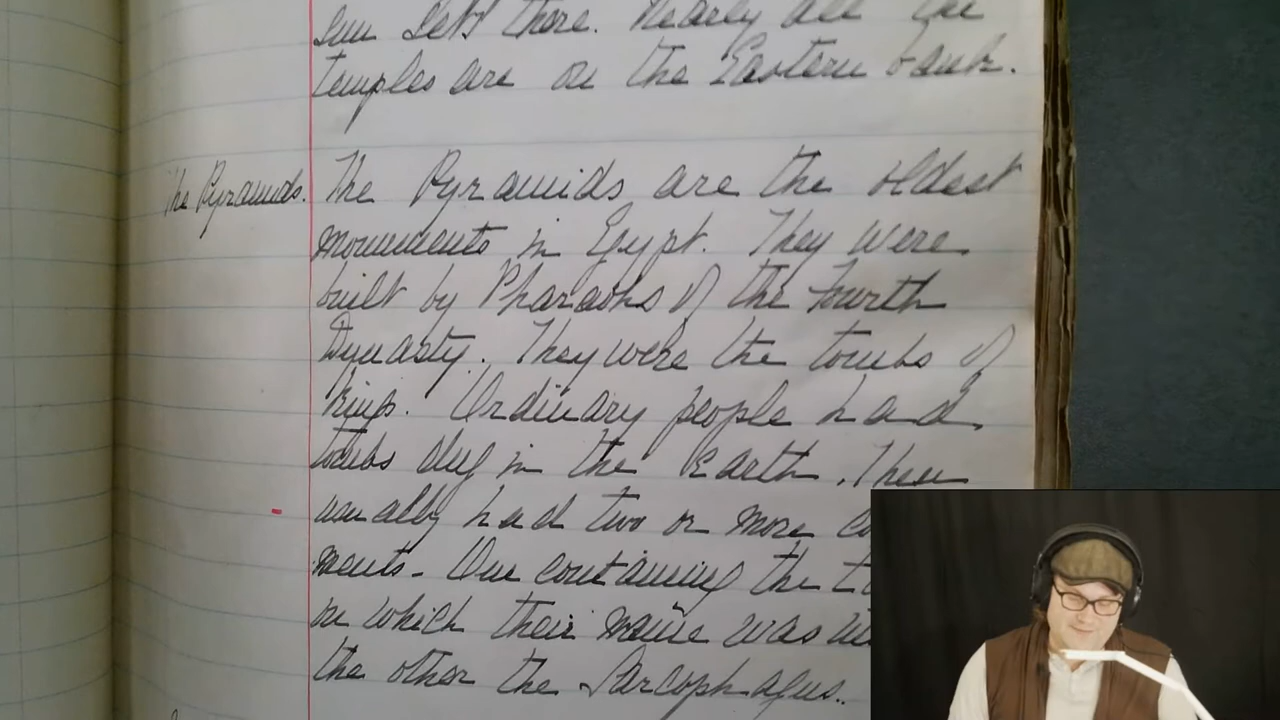 sun sets there. Nearly all the
temples are on the Eastern bank.
The Pyramids. The Pyramids are the oldest
monuments in Egypt. They were
built by Pharaohs of the Fourth
Dynasty. They were the tombs of
Kings. Ordinary people had
tombs dug in the Earth. These
usually had two or more
ments - One containing the
in which their was
the other the Sarcophagus.